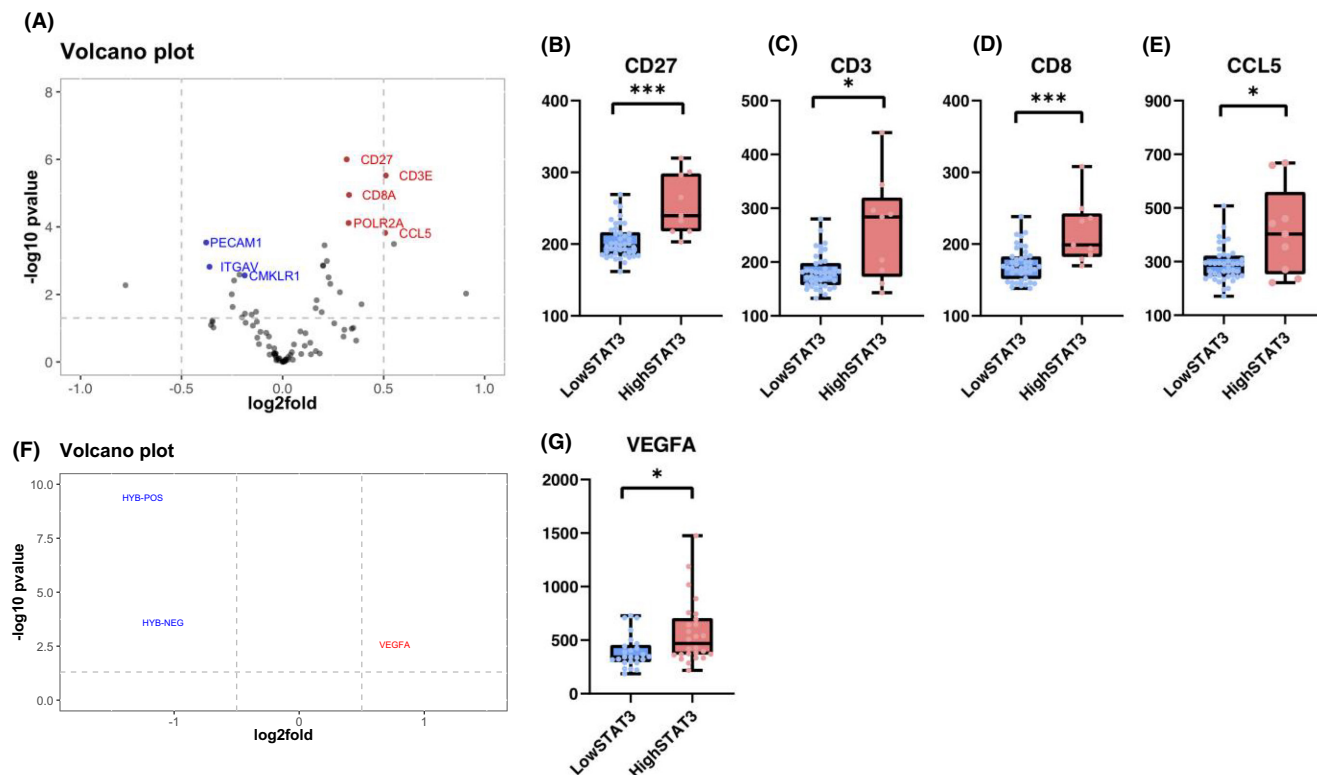 (A)
Volcano plot
8
6
4
2
0
-log10 pvalue
CD27
CD3E
CD8A
POLR2A
CCL5
PECAM1
ITGAV
CMKLR1
-1.0 -0.5 0.0 0.5 1.0
log2fold
(B)
CD27
***
400
300
200
100
LowSTAT3
HighSTAT3
(C)
CD3
*
500
400
300
200
100
LowSTAT3
HighSTAT3
(D)
CD8
***
400
300
200
100
LowSTAT3
HighSTAT3
(E)
CCL5
*
900
700
500
300
100
LowSTAT3
HighSTAT3
(F)
Volcano plot
10.0
7.5
5.0
2.5
0.0
-log10 pvalue
HYB-POS
HYB-NEG
VEGFA
-1 0 1
log2fold
(G)
VEGFA
*
2000
1500
1000
500
0
LowSTAT3
HighSTAT3